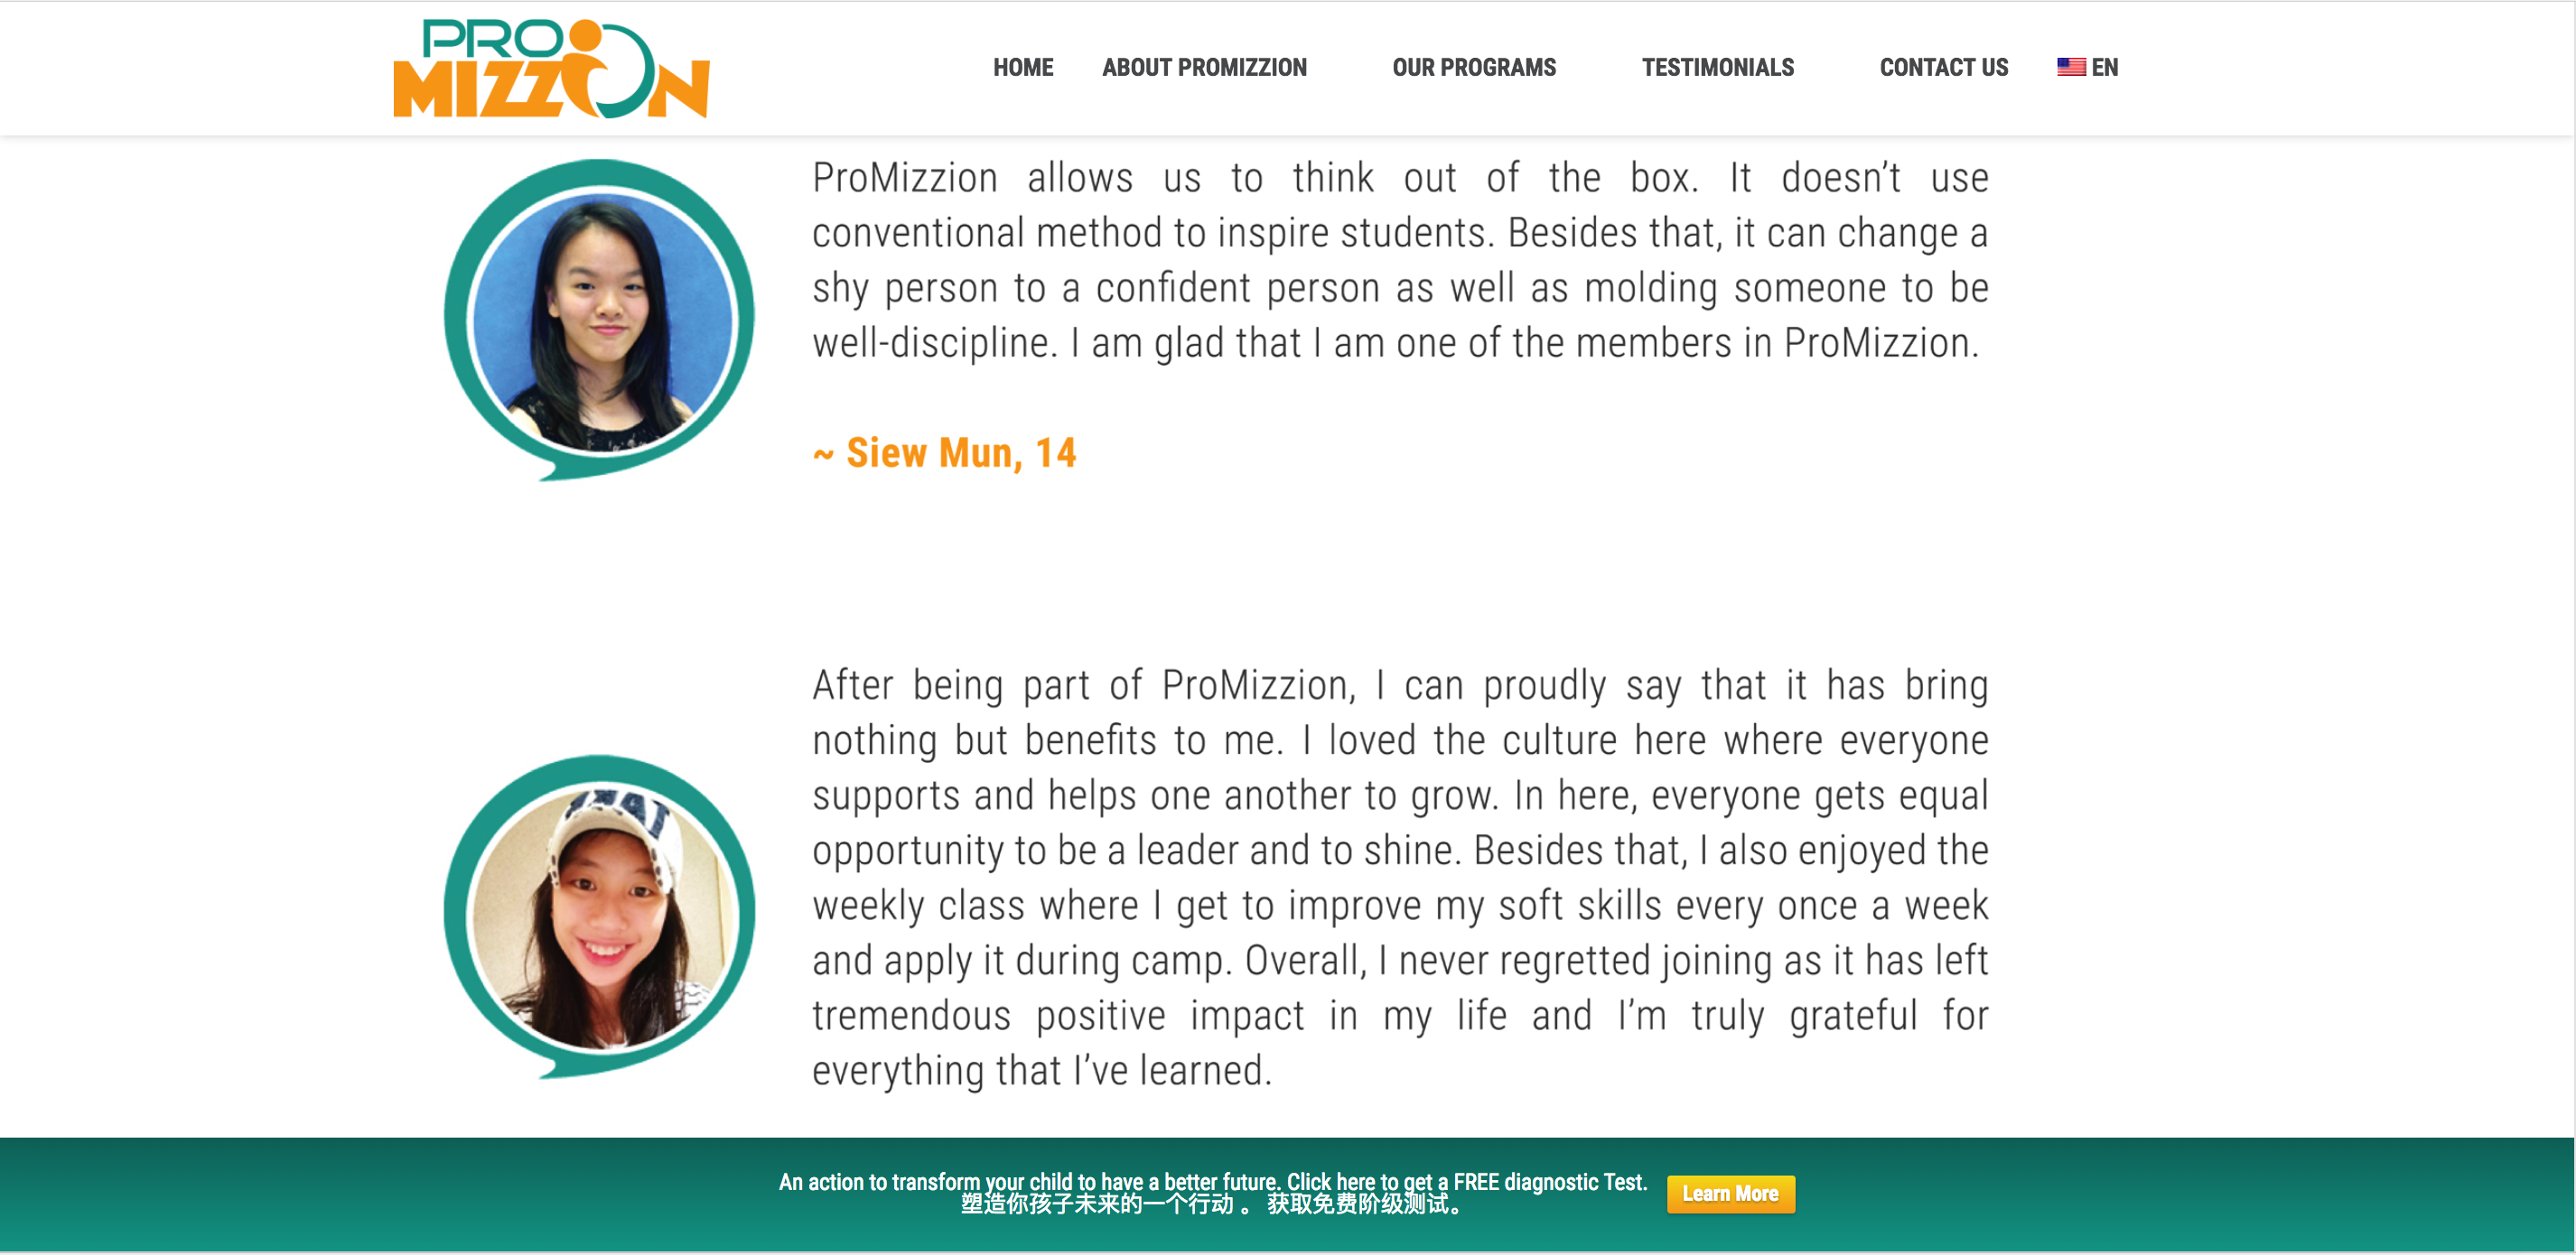 PRO
MIZZION
HOME ABOUT PROMIZZION OUR PROGRAMS TESTIMONIALS CONTACT US EN
ProMizzion allows us to think out of the box. It doesn’t use
conventional method to inspire students. Besides that, it can change a
shy person to a confident person as well as molding someone to be
well-discipline. I am glad that I am one of the members in ProMizzion.
~ Siew Mun, 14
After being part of ProMizzion, I can proudly say that it has bring
nothing but benefits to me. I loved the culture here where everyone
supports and helps one another to grow. In here, everyone gets equal
opportunity to be a leader and to shine. Besides that, I also enjoyed the
weekly class where I get to improve my soft skills every once a week
and apply it during camp. Overall, I never regretted joining as it has left
tremendous positive impact in my life and I’m truly grateful for
everything that I’ve learned.
An action to transform your child to have a better future. Click here to get a FREE diagnostic Test.
塑造你孩子未来的一个行动 。 获取免费阶级测试。
Learn More